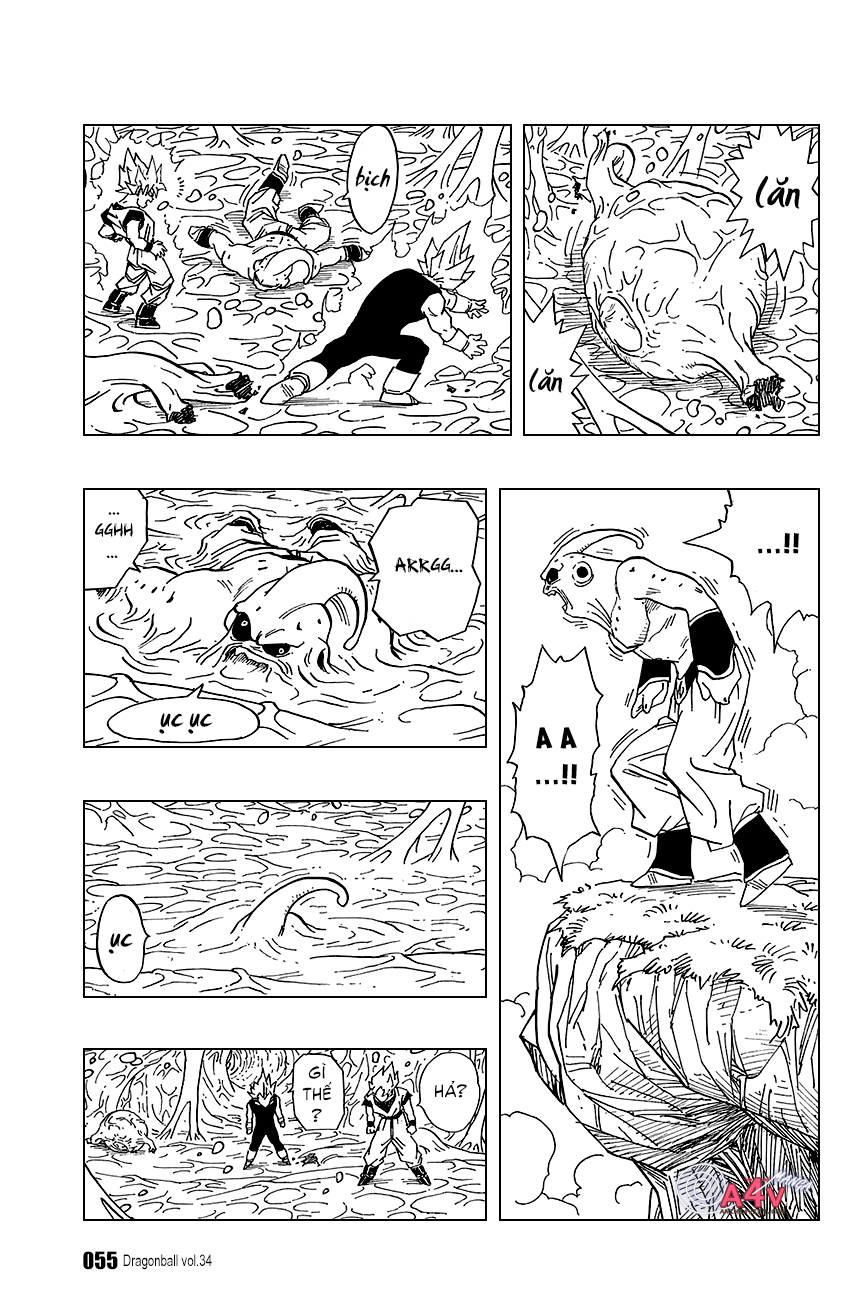 lăn
lăn
bịch
...!!
A A
...!!
AKKGG...
...
GGHH
...
ỤC ỤC
ỤC
HẢ?
GÌ
THẾ
?
055 Dragonball vol.34
A4V